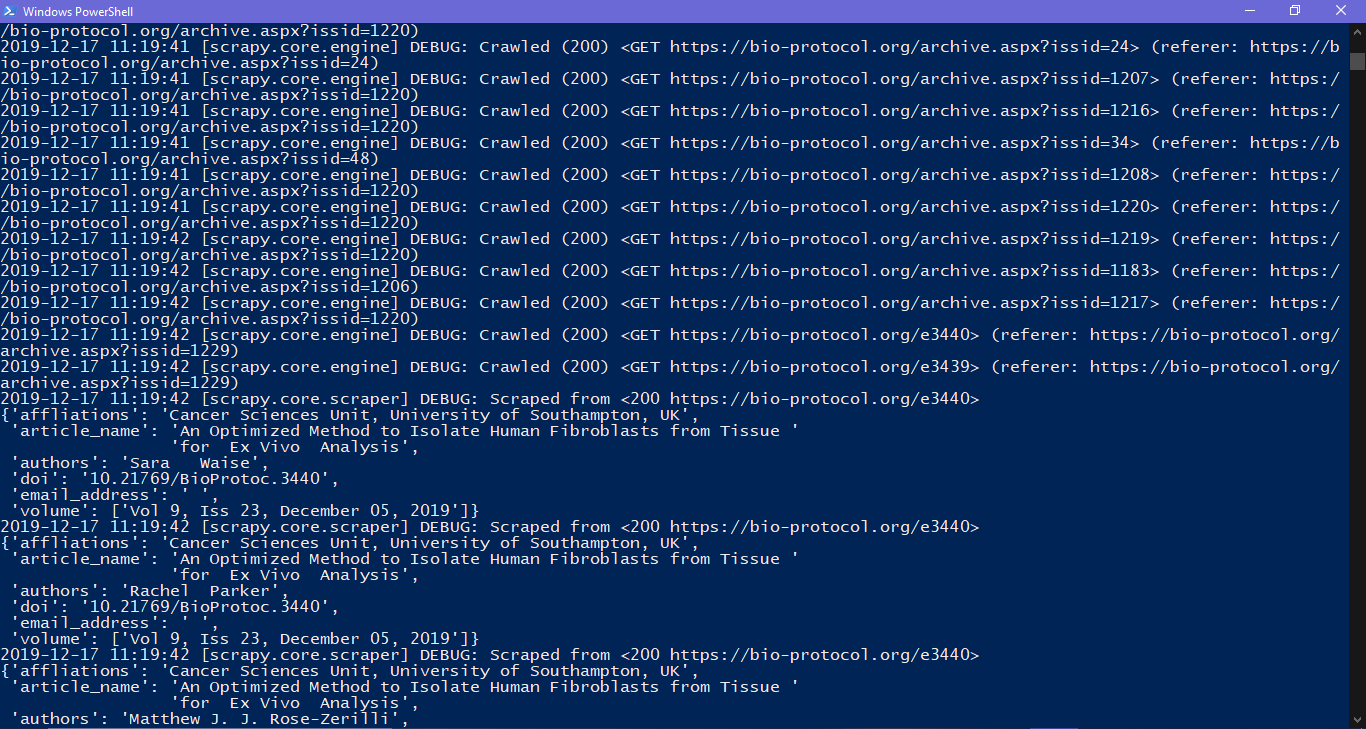 Windows PowerShell
/bio-protocol.org/archive.aspx?issid=1220)
2019-12-17 11:19:41 [scrapy.core.engine] DEBUG: Crawled (200) <GET https://bio-protocol.org/archive.aspx?issid=24> (referer: https://b
io-protocol.org/archive.aspx?issid=24)
2019-12-17 11:19:41 [scrapy.core.engine] DEBUG: Crawled (200) <GET https://bio-protocol.org/archive.aspx?issid=1207> (referer: https:/
/bio-protocol.org/archive.aspx?issid=1220)
2019-12-17 11:19:41 [scrapy.core.engine] DEBUG: Crawled (200) <GET https://bio-protocol.org/archive.aspx?issid=1216> (referer: https:/
/bio-protocol.org/archive.aspx?issid=1220)
2019-12-17 11:19:41 [scrapy.core.engine] DEBUG: Crawled (200) <GET https://bio-protocol.org/archive.aspx?issid=34> (referer: https://b
io-protocol.org/archive.aspx?issid=48)
2019-12-17 11:19:41 [scrapy.core.engine] DEBUG: Crawled (200) <GET https://bio-protocol.org/archive.aspx?issid=1208> (referer: https:/
/bio-protocol.org/archive.aspx?issid=1220)
2019-12-17 11:19:41 [scrapy.core.engine] DEBUG: Crawled (200) <GET https://bio-protocol.org/archive.aspx?issid=1220> (referer: https:/
/bio-protocol.org/archive.aspx?issid=1220)
2019-12-17 11:19:42 [scrapy.core.engine] DEBUG: Crawled (200) <GET https://bio-protocol.org/archive.aspx?issid=1219> (referer: https:/
/bio-protocol.org/archive.aspx?issid=1220)
2019-12-17 11:19:42 [scrapy.core.engine] DEBUG: Crawled (200) <GET https://bio-protocol.org/archive.aspx?issid=1183> (referer: https:/
/bio-protocol.org/archive.aspx?issid=1206)
2019-12-17 11:19:42 [scrapy.core.engine] DEBUG: Crawled (200) <GET https://bio-protocol.org/archive.aspx?issid=1217> (referer: https:/
/bio-protocol.org/archive.aspx?issid=1220)
2019-12-17 11:19:42 [scrapy.core.engine] DEBUG: Crawled (200) <GET https://bio-protocol.org/e3440> (referer: https://bio-protocol.org/
archive.aspx?issid=1229)
2019-12-17 11:19:42 [scrapy.core.engine] DEBUG: Crawled (200) <GET https://bio-protocol.org/e3439> (referer: https://bio-protocol.org/
archive.aspx?issid=1229)
2019-12-17 11:19:42 [scrapy.core.scraper] DEBUG: Scraped from <200 https://bio-protocol.org/e3440>
{'affliations': 'Cancer Sciences Unit, University of Southampton, UK',
 'article_name': 'An Optimized Method to Isolate Human Fibroblasts from Tissue '
                 'for  Ex Vivo  Analysis',
 'authors': 'Sara   Waise',
 'doi': '10.21769/BioProtoc.3440',
 'email_address': ' ',
 'volume': ['Vol 9, Iss 23, December 05, 2019']}
2019-12-17 11:19:42 [scrapy.core.scraper] DEBUG: Scraped from <200 https://bio-protocol.org/e3440>
{'affliations': 'Cancer Sciences Unit, University of Southampton, UK',
 'article_name': 'An Optimized Method to Isolate Human Fibroblasts from Tissue '
                 'for  Ex Vivo  Analysis',
 'authors': 'Rachel  Parker',
 'doi': '10.21769/BioProtoc.3440',
 'email_address': ' ',
 'volume': ['Vol 9, Iss 23, December 05, 2019']}
2019-12-17 11:19:42 [scrapy.core.scraper] DEBUG: Scraped from <200 https://bio-protocol.org/e3440>
{'affliations': 'Cancer Sciences Unit, University of Southampton, UK',
 'article_name': 'An Optimized Method to Isolate Human Fibroblasts from Tissue '
                 'for  Ex Vivo  Analysis',
 'authors': 'Matthew J. J. Rose-Zerilli',